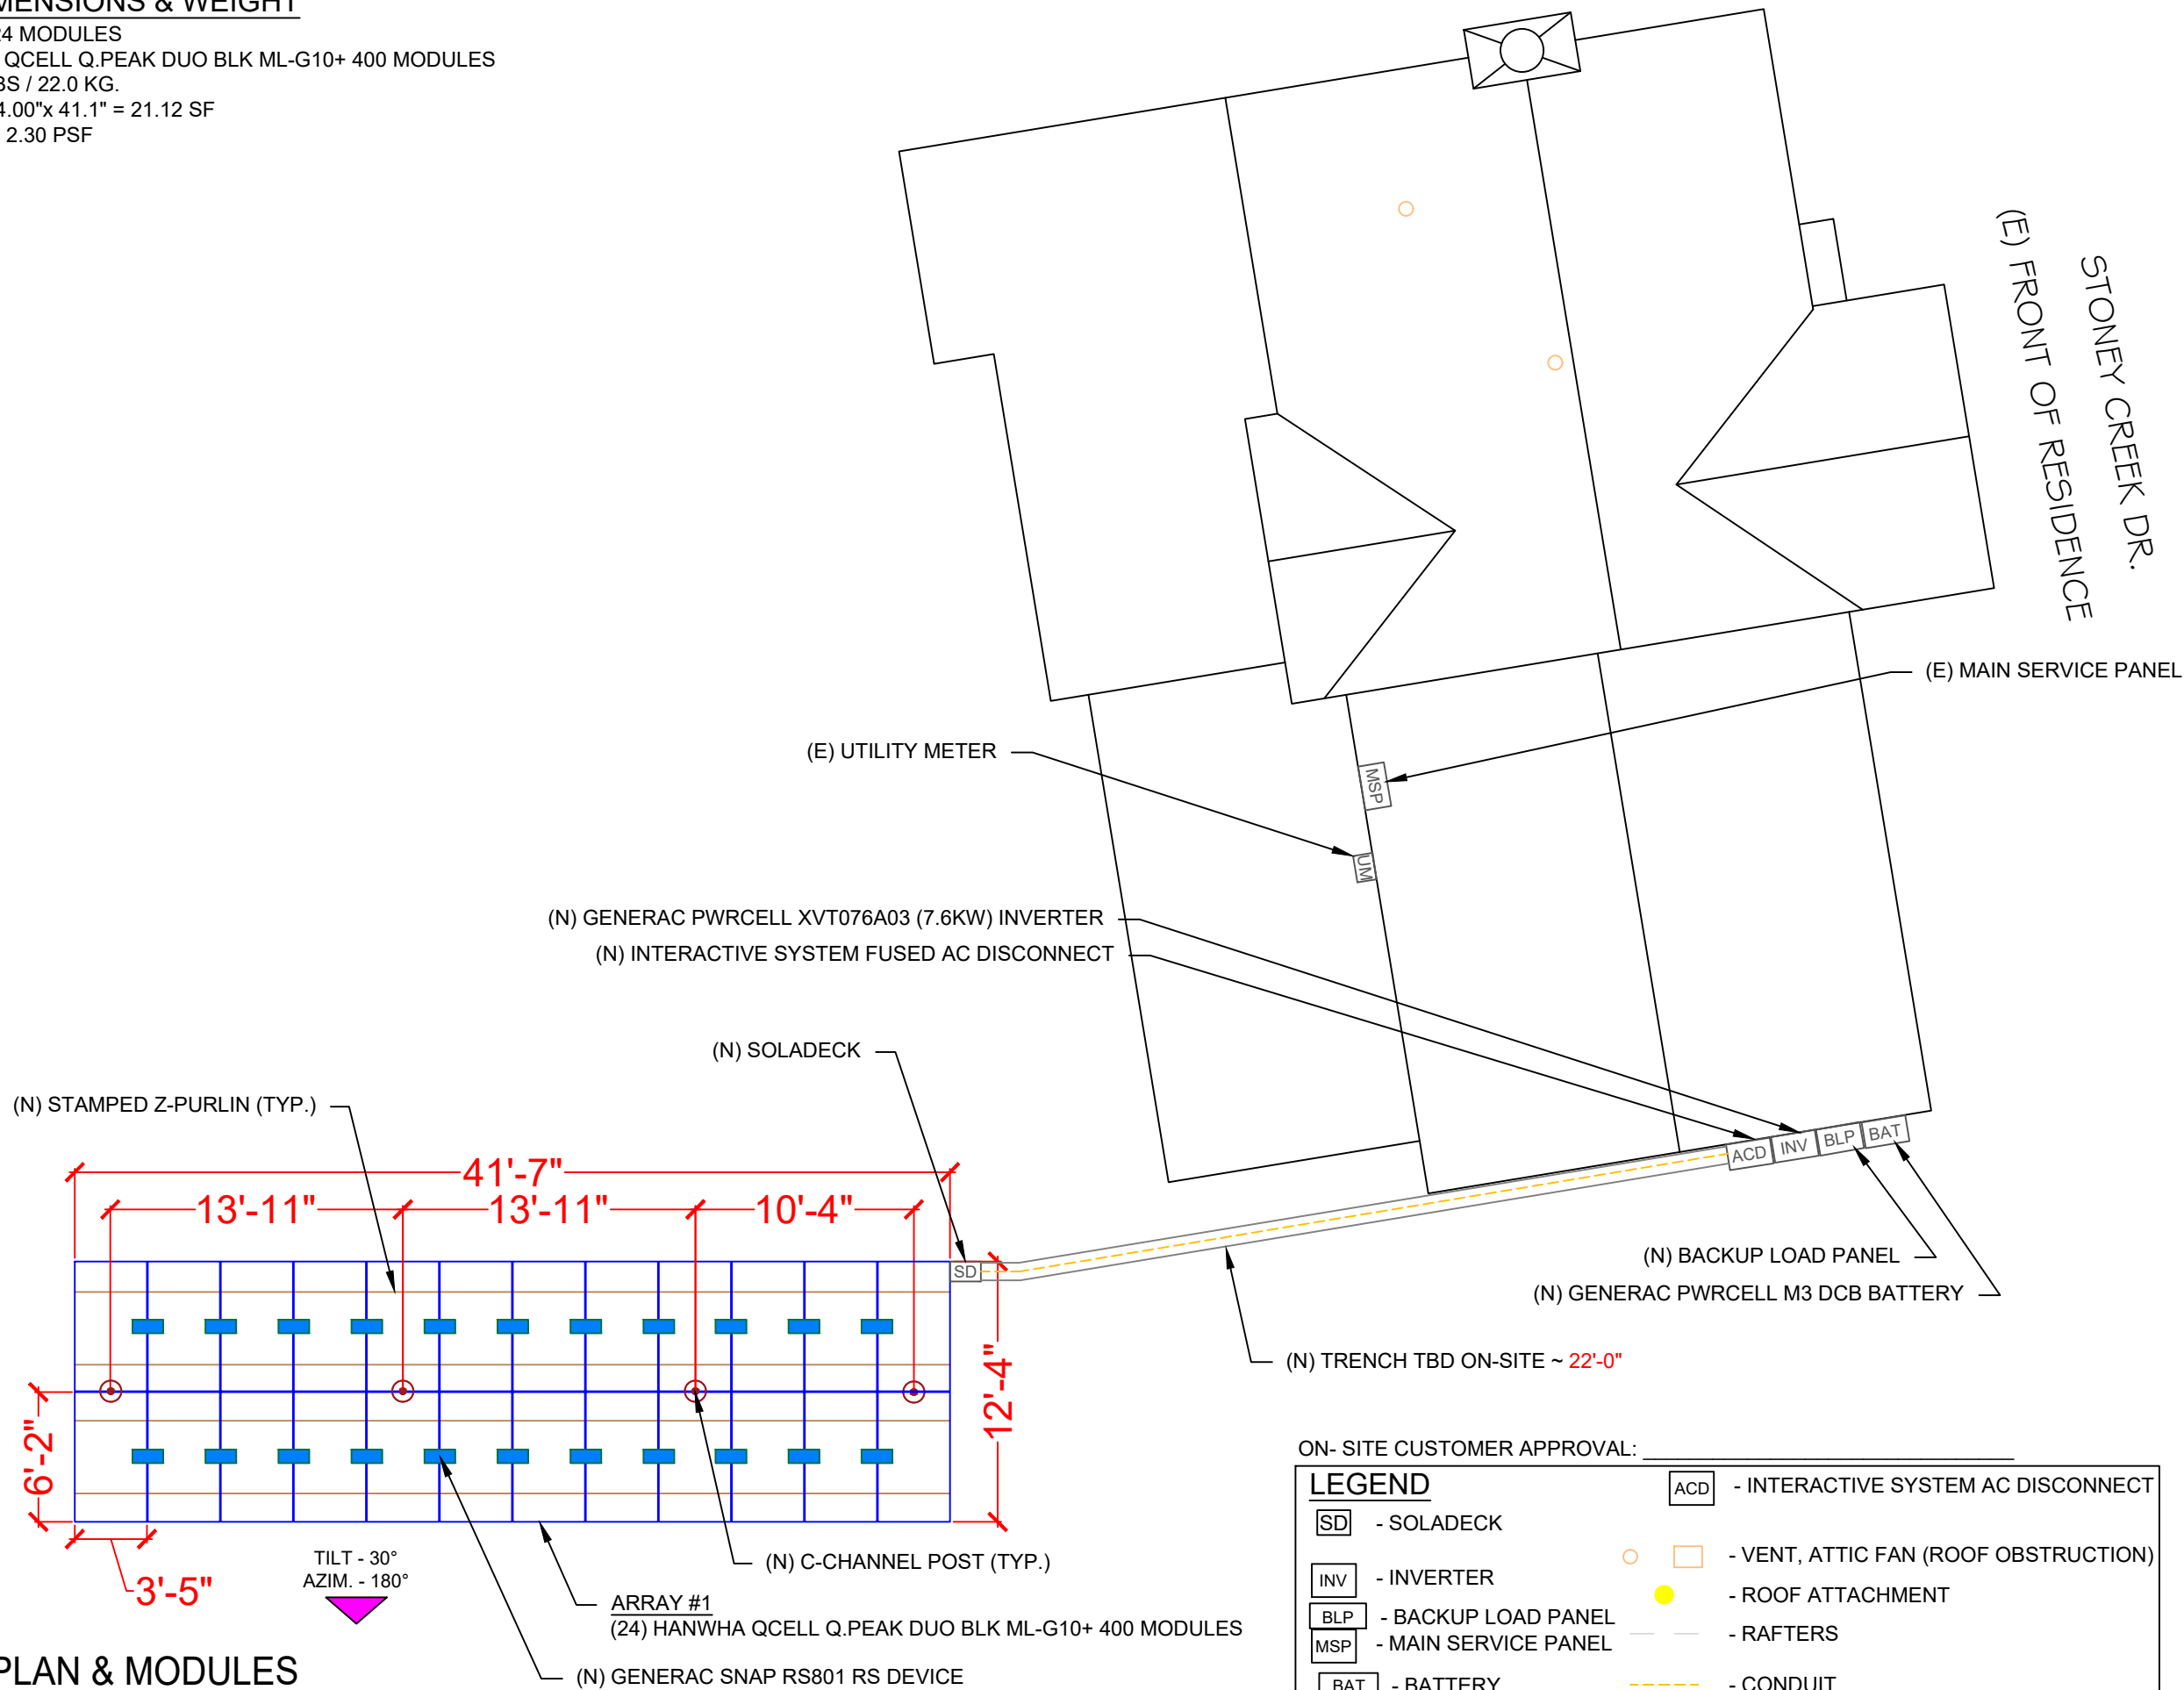 MENSIONS & WEIGHT
24 MODULES
QCELL Q.PEAK DUO BLK ML-G10+ 400 MODULES
BS / 22.0 KG.
4.00"x 41.1" = 21.12 SF
2.30 PSF
STONEY CREEK DR.
(E) FRONT OF RESIDENCE
(E) MAIN SERVICE PANEL
(E) UTILITY METER
MSP
UM
(N) GENERAC PWRCELL XVT076A03 (7.6KW) INVERTER
(N) INTERACTIVE SYSTEM FUSED AC DISCONNECT
(N) SOLADECK
(N) STAMPED Z-PURLIN (TYP.)
ACD
INV
BLP
BAT
41'-7"
13'-11"
13'-11"
10'-4"
(N) BACKUP LOAD PANEL
SD
(N) GENERAC PWRCELL M3 DCB BATTERY
(N) TRENCH TBD ON-SITE ~ 22'-0"
12'-4"
6'-2"
3'-5"
TILT - 30°
AZIM. - 180°
(N) C-CHANNEL POST (TYP.)
ARRAY #1
(24) HANWHA QCELL Q.PEAK DUO BLK ML-G10+ 400 MODULES
(N) GENERAC SNAP RS801 RS DEVICE
PLAN & MODULES
ON- SITE CUSTOMER APPROVAL:
LEGEND
SD - SOLADECK
INV - INVERTER
BLP - BACKUP LOAD PANEL
MSP - MAIN SERVICE PANEL
BAT - BATTERY
ACD - INTERACTIVE SYSTEM AC DISCONNECT
- VENT, ATTIC FAN (ROOF OBSTRUCTION)
- ROOF ATTACHMENT
- RAFTERS
- CONDUIT